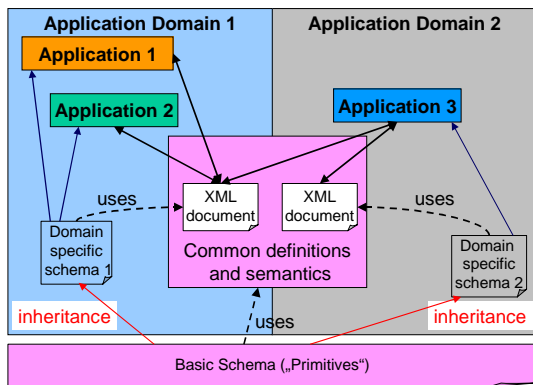 Application Domain 1
Application Domain 2
Application 1
Application 2
Application 3
XML
document
XML
document
uses
uses
Domain
specific
schema 1
Common definitions
and semantics
Domain
specific
schema 2
inheritance
inheritance
uses
Basic Schema („Primitives“)